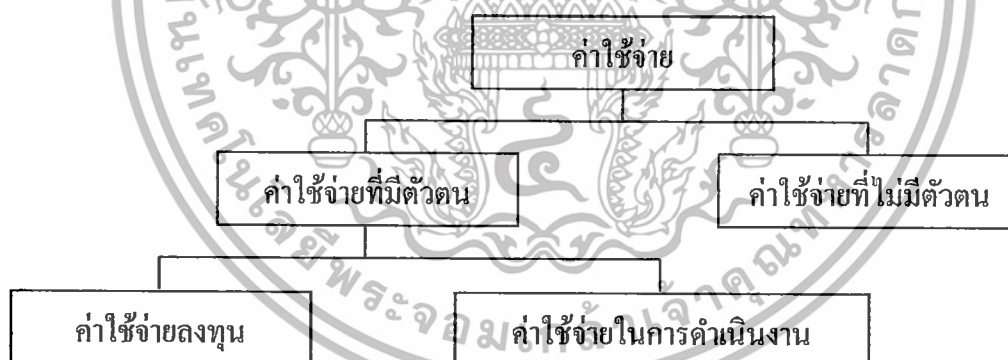 ค่าใช้จ่าย
ค่าใช้จ่ายที่มีตัวตน
ค่าใช้จ่ายที่ไม่มีตัวตน
ค่าใช้จ่ายลงทุน
ค่าใช้จ่ายในการดำเนินงาน